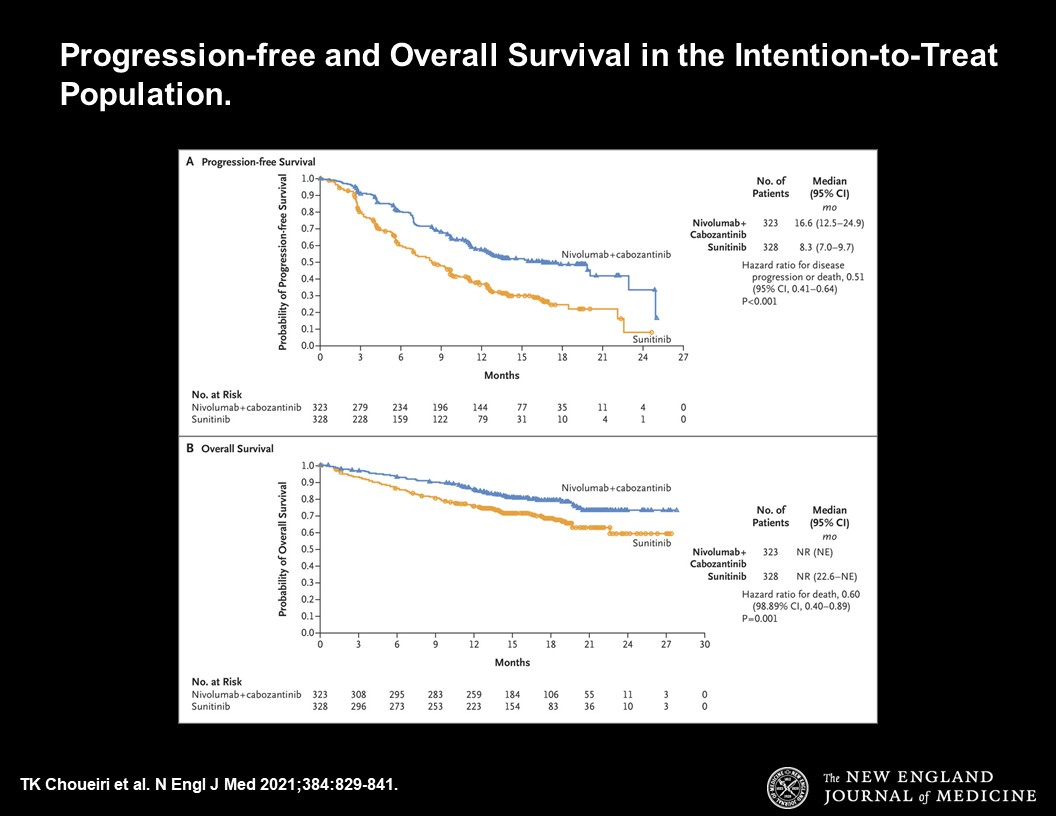 Progression-free and Overall Survival in the Intention-to-Treat
Population.
A Progression-free Survival
Probability of Progression-free Survival
1.0
0.9
0.8
0.7
0.6
0.5
0.4
0.3
0.2
0.1
0.0
0 3 6 9 12 15 18 21 24 27
Months
Nivolumab+cabozantinib
Sunitinib
No. of Patients Median (95% CI)
mo
Nivolumab+ Cabozantinib 323 16.6 (12.5–24.9)
Sunitinib 328 8.3 (7.0–9.7)
Hazard ratio for disease
progression or death, 0.51
(95% CI, 0.41–0.64)
P<0.001
No. at Risk
Nivolumab+cabozantinib 323 279 234 196 144 77 35 11 4 0
Sunitinib 328 228 159 122 79 31 10 4 1 0
B Overall Survival
Probability of Overall Survival
1.0
0.9
0.8
0.7
0.6
0.5
0.4
0.3
0.2
0.1
0.0
0 3 6 9 12 15 18 21 24 27 30
Months
Nivolumab+cabozantinib
Sunitinib
No. of Patients Median (95% CI)
mo
Nivolumab+ Cabozantinib 323 NR (NE)
Sunitinib 328 NR (22.6–NE)
Hazard ratio for death, 0.60
(98.89% CI, 0.40–0.89)
P=0.001
No. at Risk
Nivolumab+cabozantinib 323 308 295 283 259 184 106 55 11 3 0
Sunitinib 328 296 273 253 223 154 83 36 10 3 0
TK Choueiri et al. N Engl J Med 2021;384:829-841.
The NEW ENGLAND
JOURNAL of MEDICINE